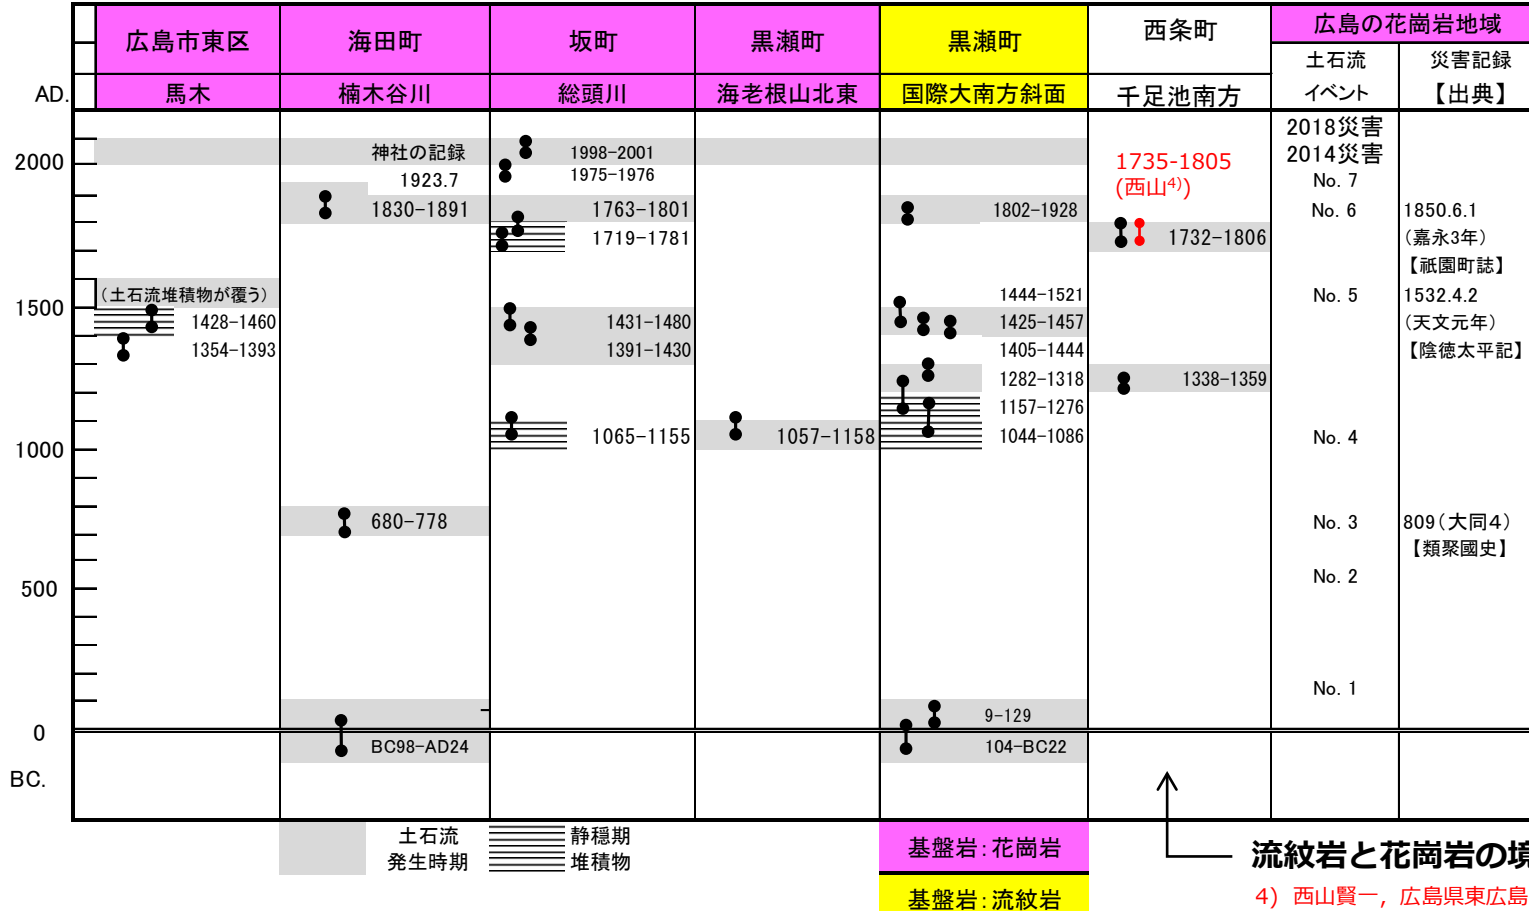 広島市東区 海田町 坂町 黒瀬町 黒瀬町 西条町 広島の花崗岩地域
土石流 災害記録
AD. 馬木 楠木谷川 総頭川 海老根山北東 国際大南方斜面 千足池南方 イベント 【出典】
2018災害
2000 神社の記録 1998-2001 2014災害
1735-1805
1923.7 1975-1976 (西山4)) No. 7
1830-1891 1763-1801 1802-1928 No. 6 1850.6.1
1719-1781 1732-1806 (嘉永3年)
【祇園町誌】
(土石流堆積物が覆う) 1444-1521 No. 5 1532.4.2
1500
1428-1460 1431-1480 1425-1457 (天文元年)
1354-1393 1391-1430 1405-1444 【陰徳太平記】
1282-1318 1338-1359
1157-1276
1065-1155 1057-1158 1044-1086 No. 4
1000
680-778 No. 3 809(大同4)
【類聚國史】
500 No. 2
No. 1
9-129
0
BC98-AD24 104-BC22
BC.
土石流 静穏期
発生時期 堆積物
基盤岩:花崗岩
流紋岩と花崗岩の境
基盤岩:流紋岩
4) 西山賢一, 広島県東広島